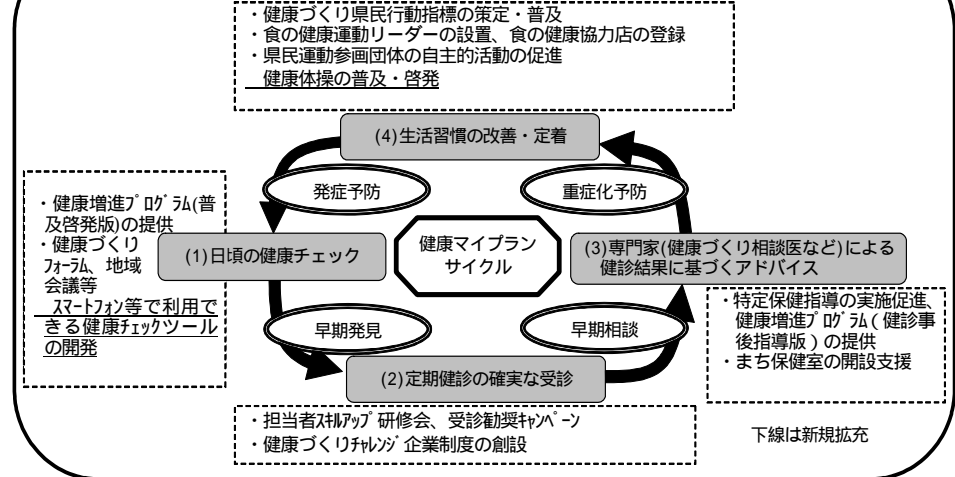 ・健康づくり県民行動指標の策定・普及
・食の健康運動リーダーの設置、食の健康協力店の登録
・県民運動参画団体の自主的活動の促進
健康体操の普及・啓発
(4)生活習慣の改善・定着
発症予防
重症化予防
・健康増進ﾌﾟﾛｸﾞﾗﾑ(普
及啓発版)の提供
・健康づくり
ﾌｫｰﾗﾑ、地域
会議等
ｽﾏｰﾄﾌｫﾝ等で利用で
きる健康ﾁｪｯｸツール
の開発
(1)日頃の健康チェック
健康マイプラン
サイクル
(3)専門家(健康づくり相談医など)による
健診結果に基づくアドバイス
早期発見
早期相談
・特定保健指導の実施促進、
健康増進ﾌﾟﾛｸﾞﾗﾑ(健診事
後指導版)の提供
・まち保健室の開設支援
(2)定期健診の確実な受診
・担当者ｽｷﾙｱｯﾌﾟ研修会、受診勧奨ｷｬﾝﾍﾟｰﾝ
・健康づくりﾁｬﾚﾝｼﾞ企業制度の創設
下線は新規拡充